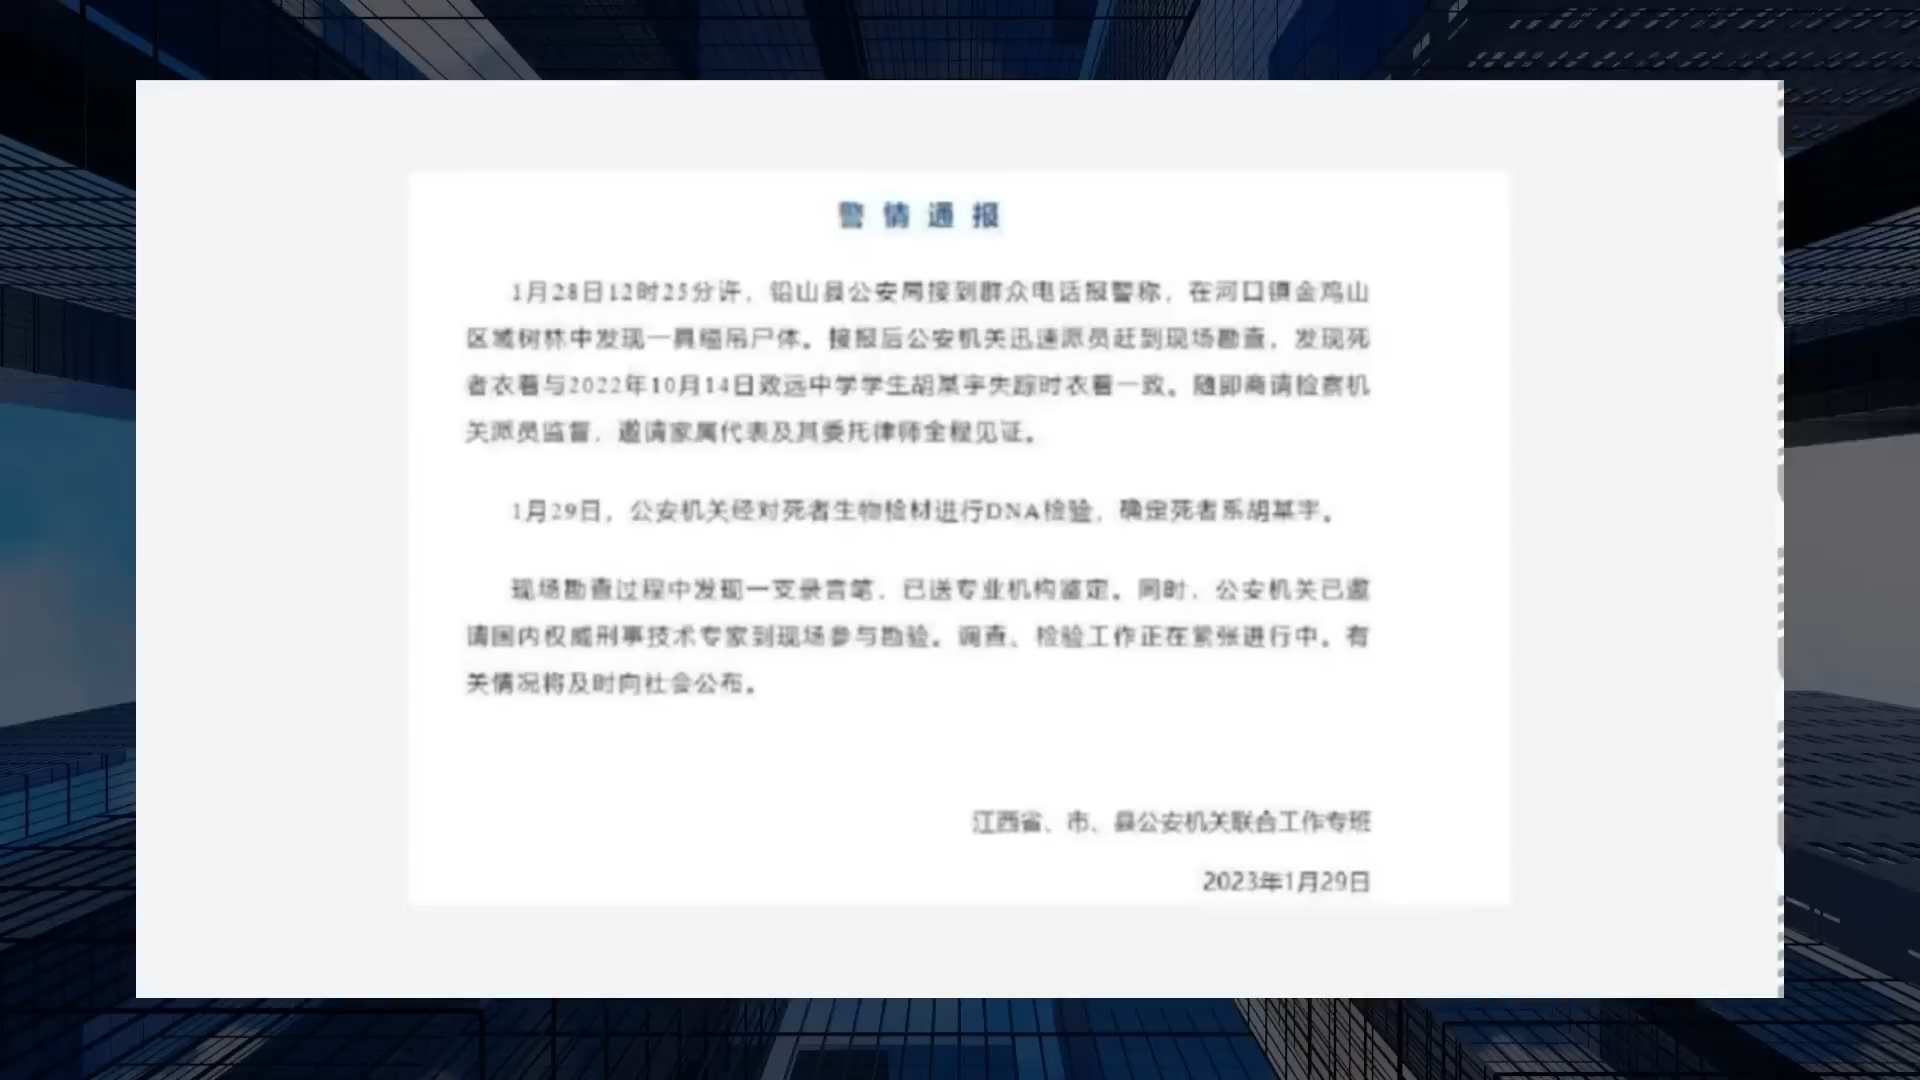 警情通报
1月28日12时25分许，铅山县公安局接到群众电话报警称，在河口镇金鸡山
区域树林中发现一具缢吊尸体。接报后公安机关迅速派员赶到现场勘查，发现死
者衣着与2022年10月14日致远中学学生胡某宇失踪时衣着一致。随即商请检察机
关派员监督，邀请家属代表及其委托律师全程见证。
1月29日，公安机关经对死者生物检材进行DNA检验，确定死者系胡某宇。
现场勘查过程中发现一支录音笔，已送专业机构鉴定。同时，公安机关已邀
请国内权威刑事技术专家到现场参与勘验。调查、检验工作正在紧张进行中。有
关情况将及时向社会公布。
江西省、市、县公安机关联合工作专班
2023年1月29日